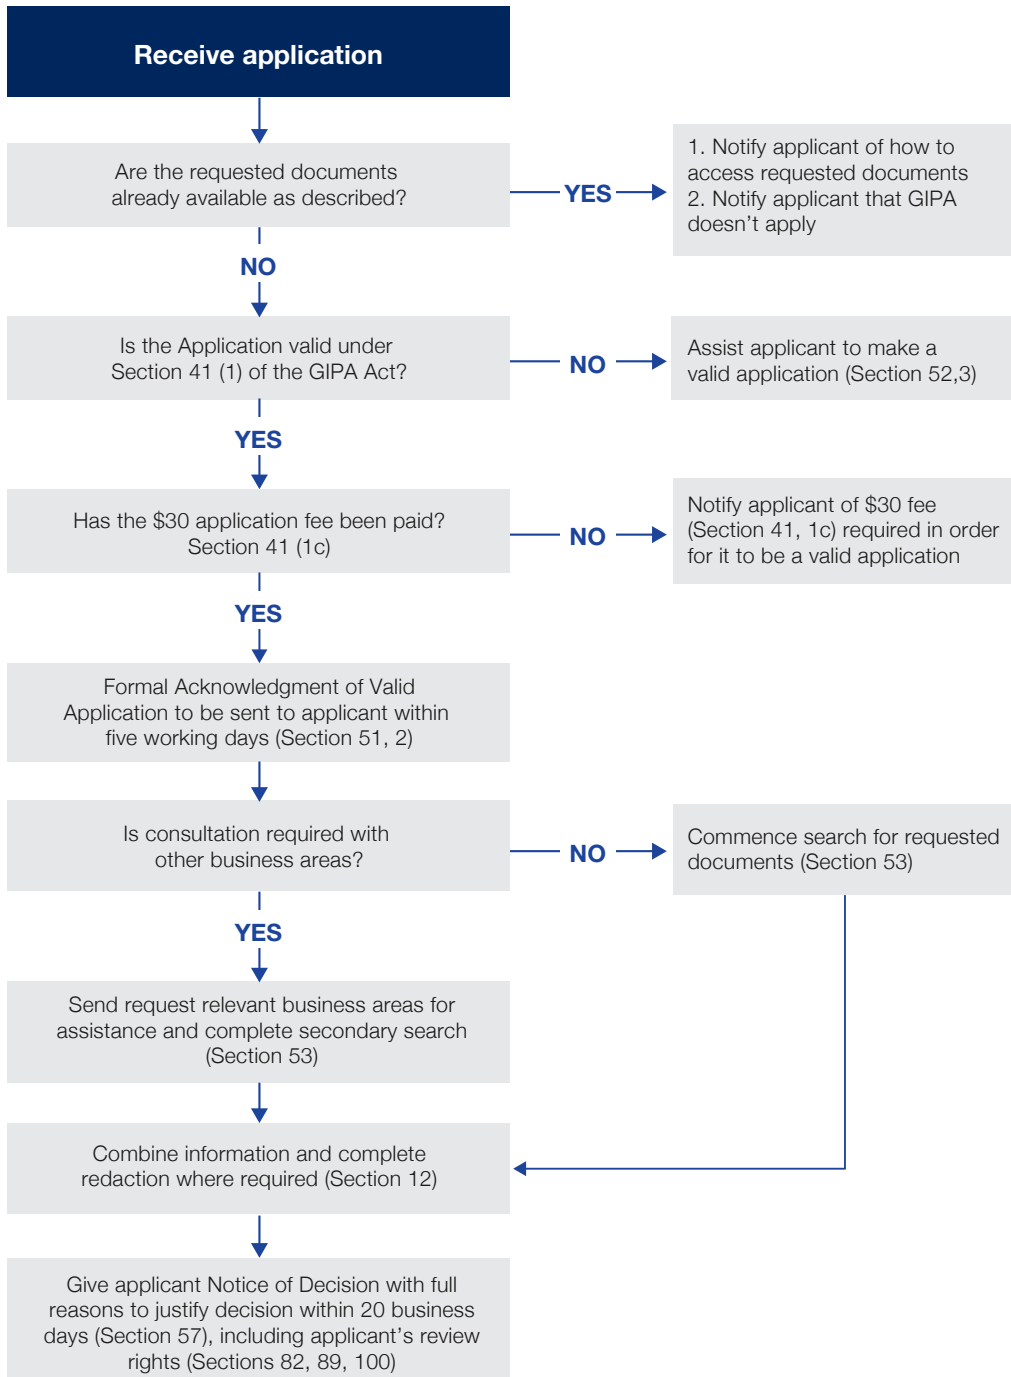 Receive application
Are the requested documents
already available as described?
YES
1. Notify applicant of how to
access requested documents
2. Notify applicant that GIPA
doesn't apply
NO
Is the Application valid under
Section 41 (1) of the GIPA Act?
NO
Assist applicant to make a
valid application (Section 52,3)
YES
Has the $30 application fee been paid?
Section 41 (1c)
NO
Notify applicant of $30 fee
(Section 41, 1c) required in order
for it to be a valid application
YES
Formal Acknowledgment of Valid
Application to be sent to applicant within
five working days (Section 51, 2)
Is consultation required with
other business areas?
NO
Commence search for requested
documents (Section 53)
YES
Send request relevant business areas for
assistance and complete secondary search
(Section 53)
Combine information and complete
redaction where required (Section 12)
Give applicant Notice of Decision with full
reasons to justify decision within 20 business
days (Section 57), including applicant's review
rights (Sections 82, 89, 100)